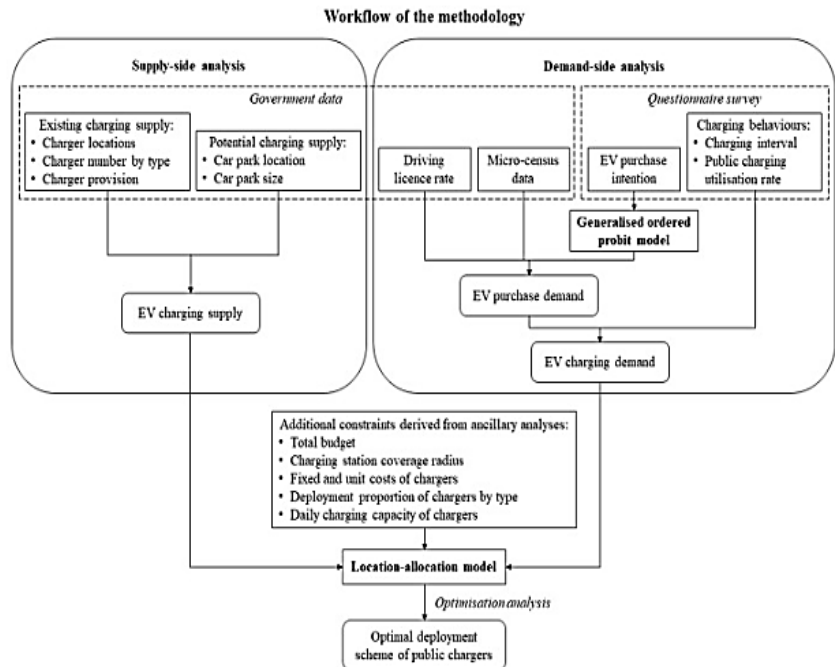 Workflow of the methodology
Supply-side analysis
Demand-side analysis
Government data
Questionnaire survey
Existing charging supply:
• Charger locations
• Charger number by type
• Charger provision
Potential charging supply:
• Car park location
• Car park size
Driving
licence rate
Micro-census
data
EV purchase
intention
Charging behaviours:
• Charging interval
• Public charging
utilisation rate
Generalised ordered
probit model
EV charging supply
EV purchase demand
EV charging demand
Additional constraints derived from ancillary analyses:
• Total budget
• Charging station coverage radius
• Fixed and unit costs of chargers
• Deployment proportion of chargers by type
• Daily charging capacity of chargers
Location-allocation model
Optimisation analysis
Optimal deployment
scheme of public chargers